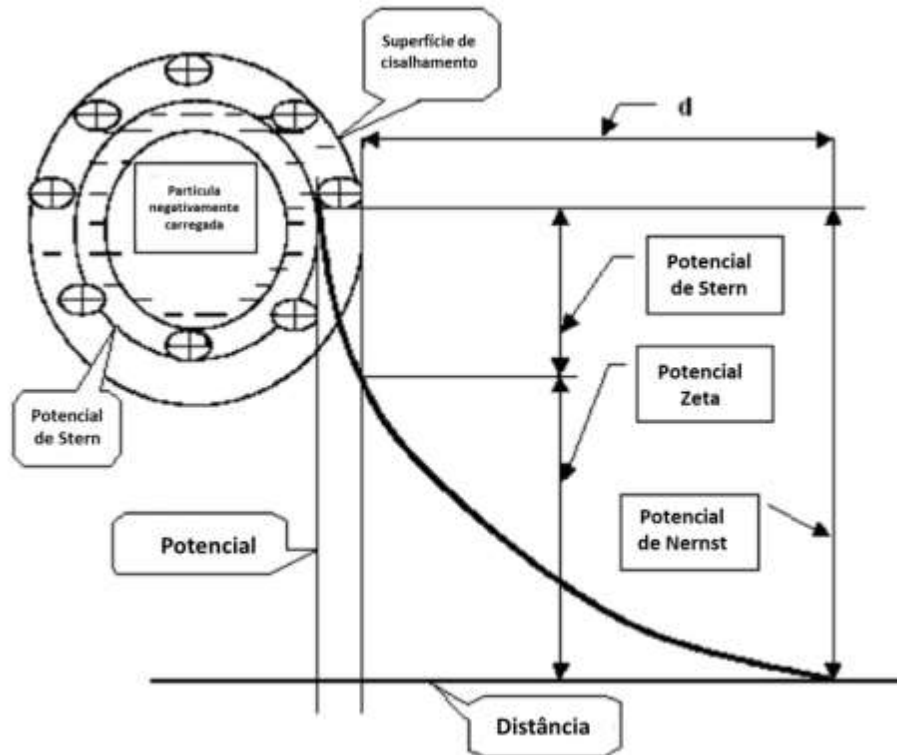 Superfície de
cisalhamento
d
Partícula
negativamente
carregada
Potencial
de Stern
Potencial
Zeta
Potencial
de Stern
Potencial
de Nernst
Potencial
Distância